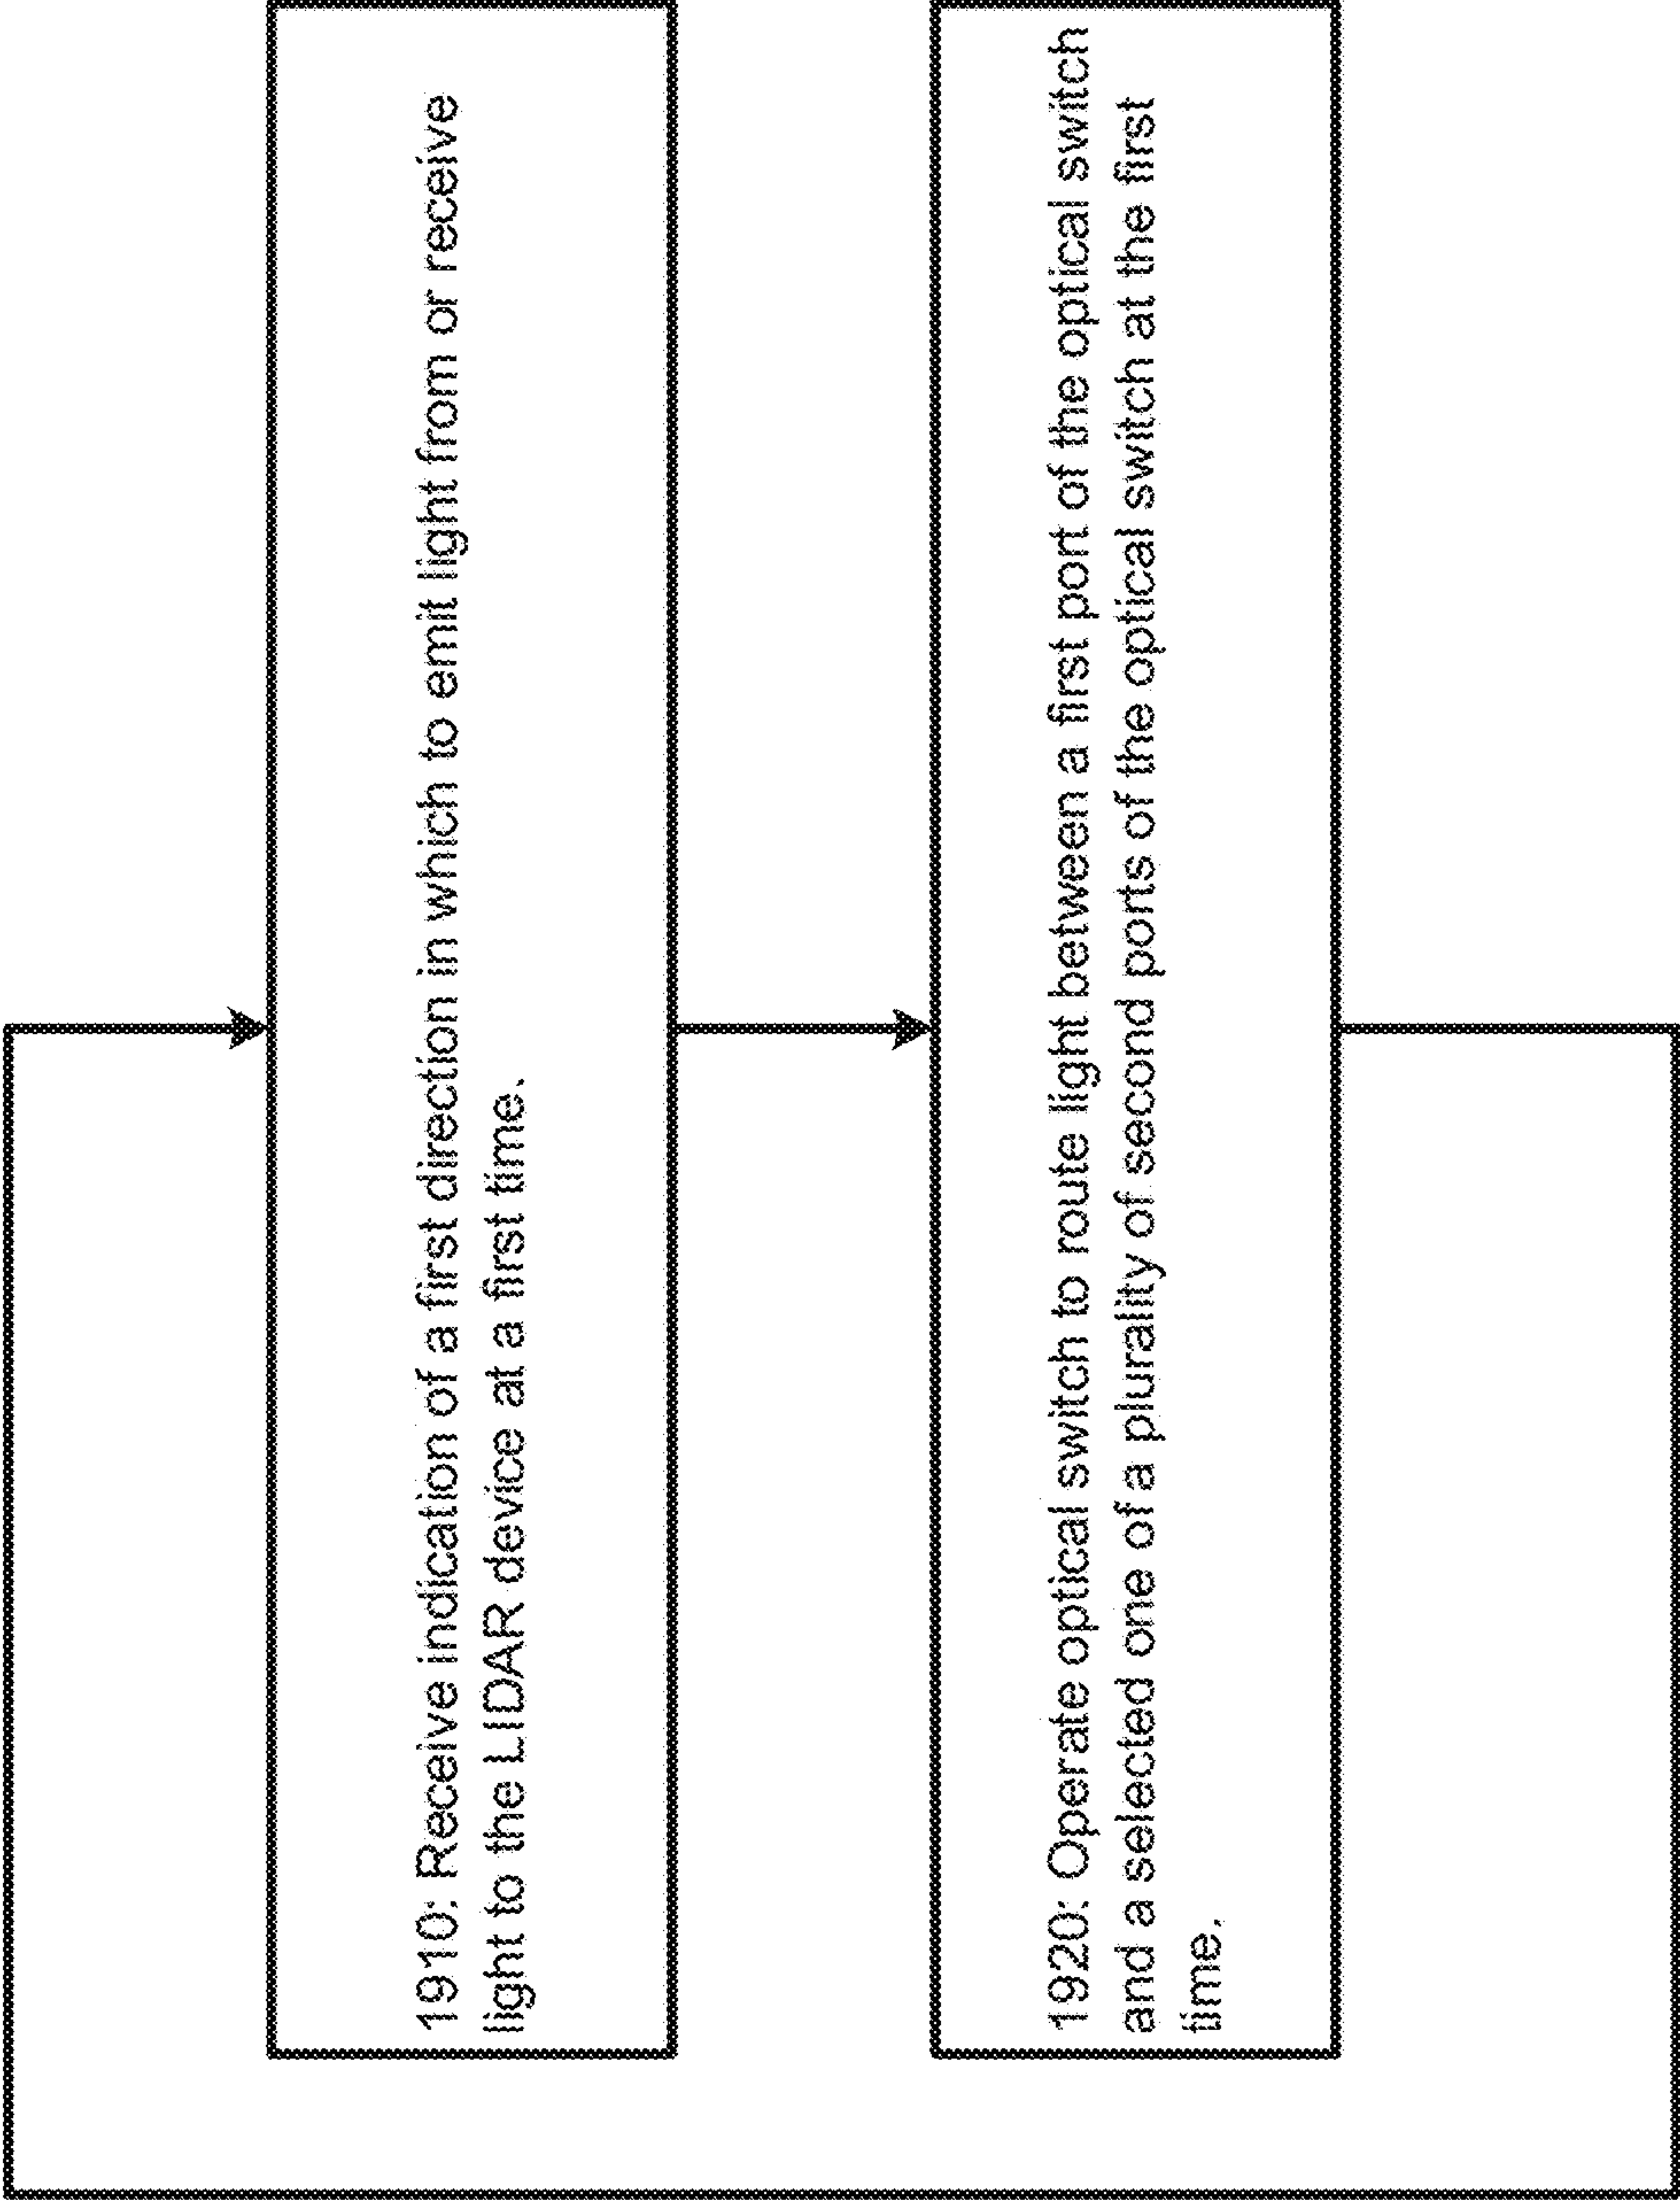 1910: Receive indication of a first direction in which to emit light from or receive
light to the LIDAR device at a first time.
1920: Operate optical switch to route light between a first port of the optical switch
and a selected one of a plurality of second ports of the optical switch at the first
time.